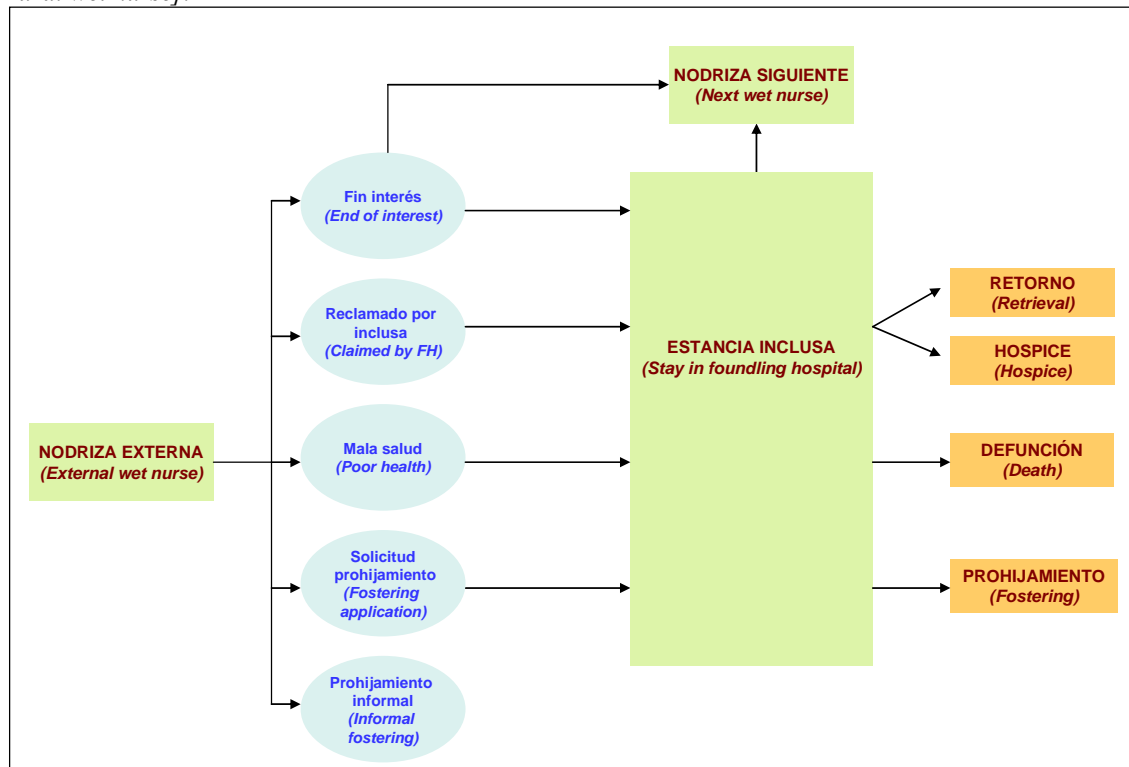 NODRIZA SIGUIENTE
(Next wet nurse)
Fin interés
(End of interest)
Reclamado por
inclusa
(Claimed by FH)
RETORNO
(Retrieval)
ESTANCIA INCLUSA
(Stay in foundling hospital)
HOSPICE
(Hospice)
NODRIZA EXTERNA
(External wet nurse)
Mala salud
(Poor health)
DEFUNCIÓN
(Death)
Solicitud
prohijamiento
(Fostering
application)
PROHIJAMIENTO
(Fostering)
Prohijamiento
informal
(Informal
fostering)